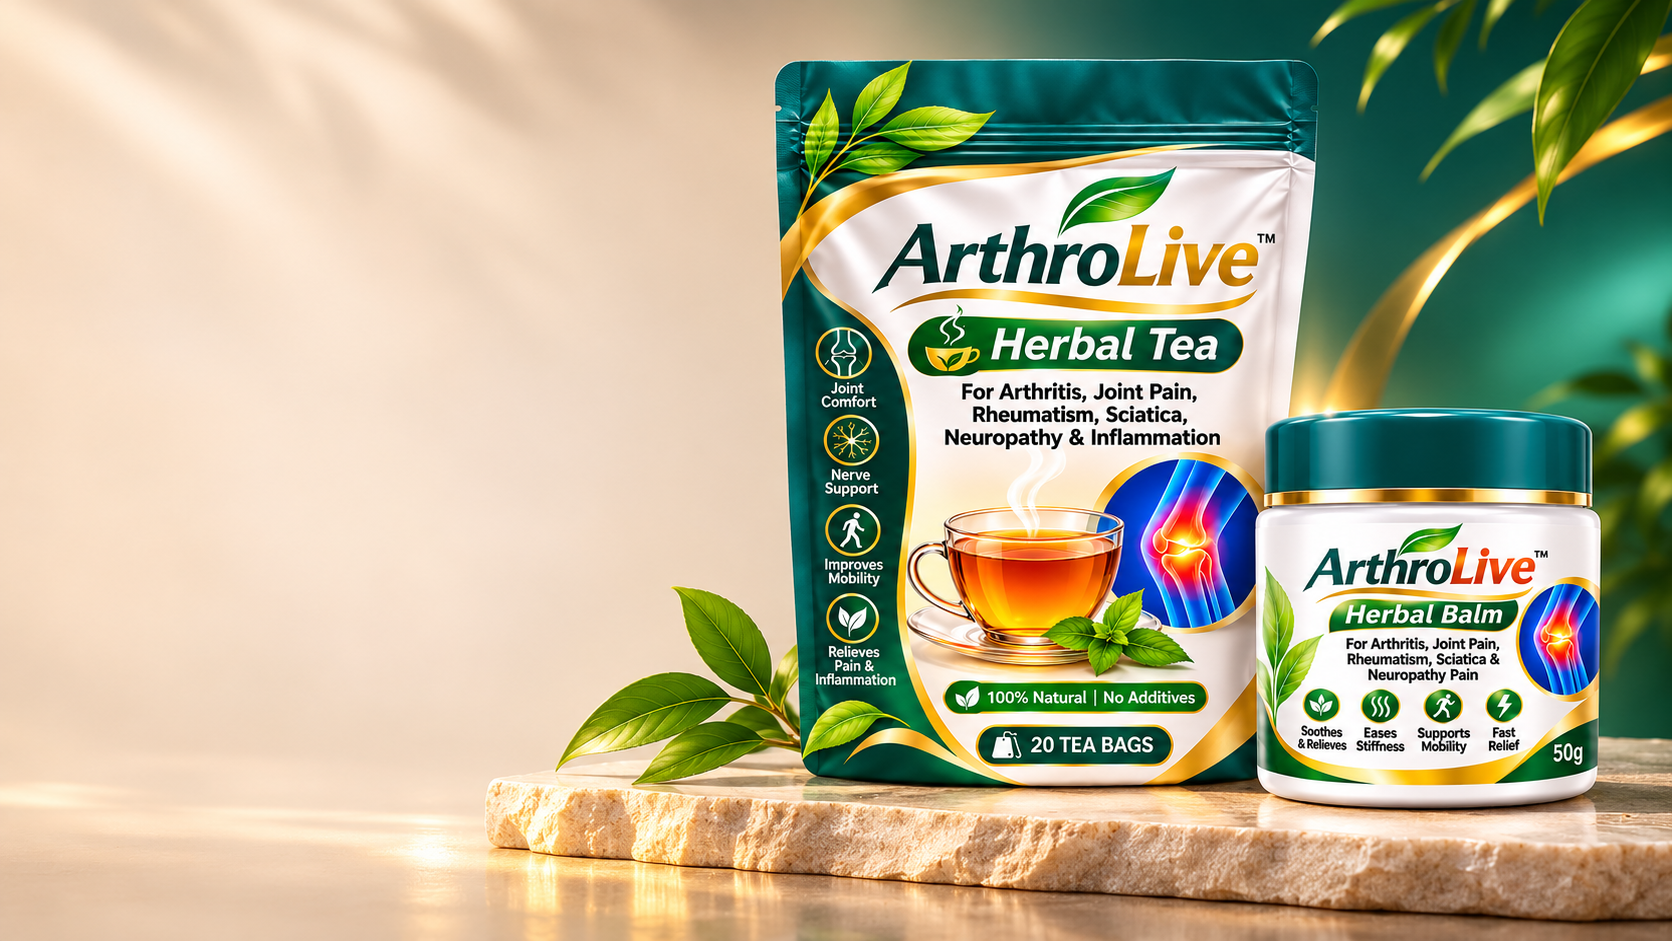 ArthroLive™
Herbal Tea
For Arthritis, Joint Pain,
Rheumatism, Sciatica,
Neuropathy & Inflammation
Joint
Comfort
Nerve
Support
Improves
Mobility
Relieves
Pain &
Inflammation
100% Natural | No Additives
20 TEA BAGS
ArthroLive™
Herbal Balm
For Arthritis, Joint Pain,
Rheumatism, Sciatica &
Neuropathy Pain
Soothes
& Relieves
Eases
Stiffness
Supports
Mobility
Fast
Relief
50g